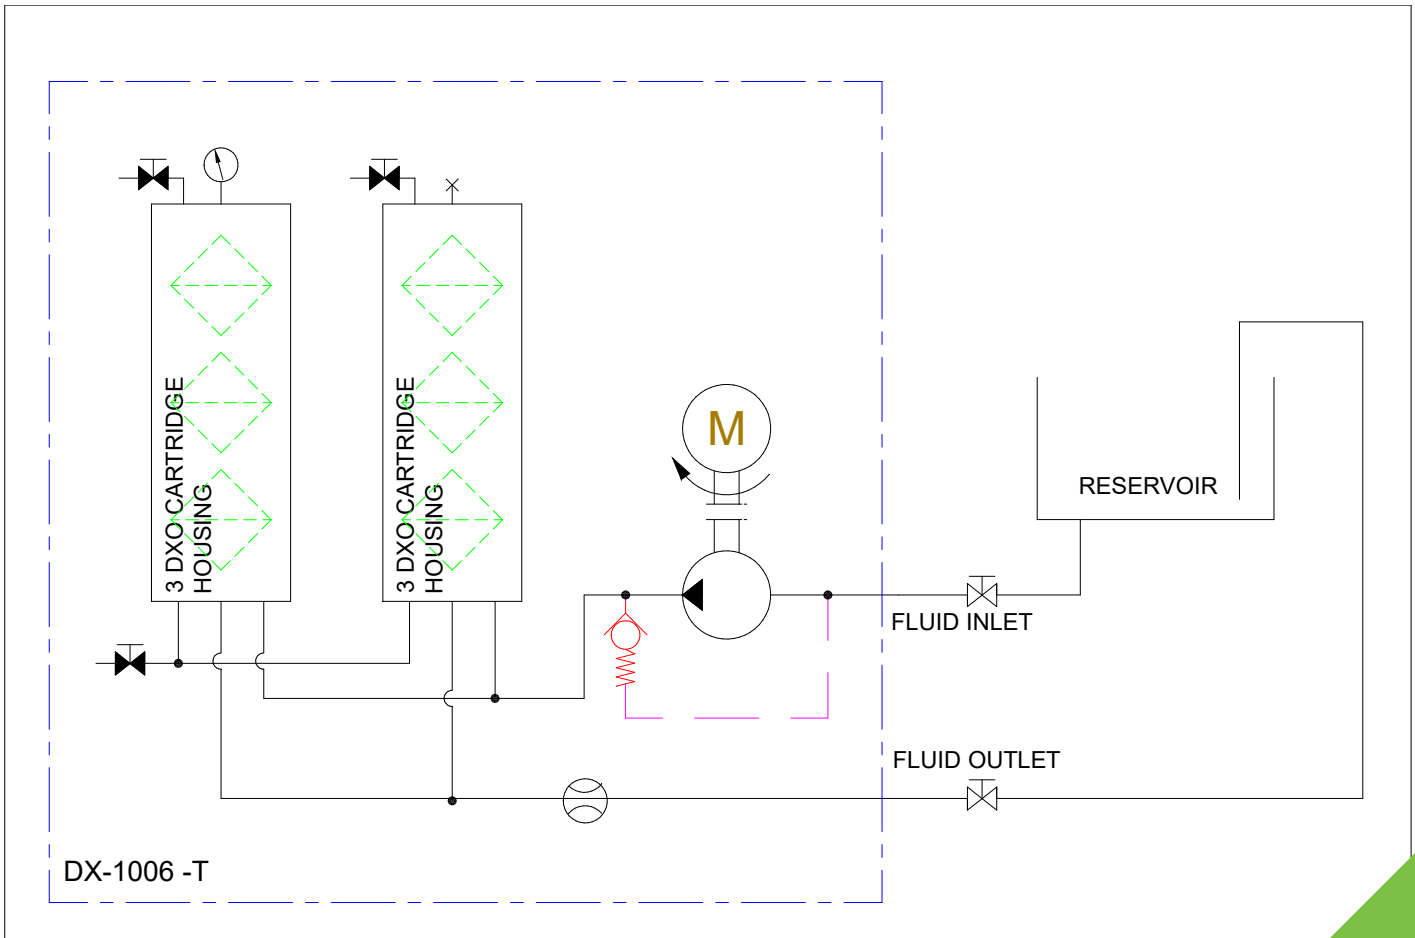 3 DXO CARTRIDGE
HOUSING
3 DXO CARTRIDGE
HOUSING
M
RESERVOIR
FLUID INLET
FLUID OUTLET
DX-1006 -T